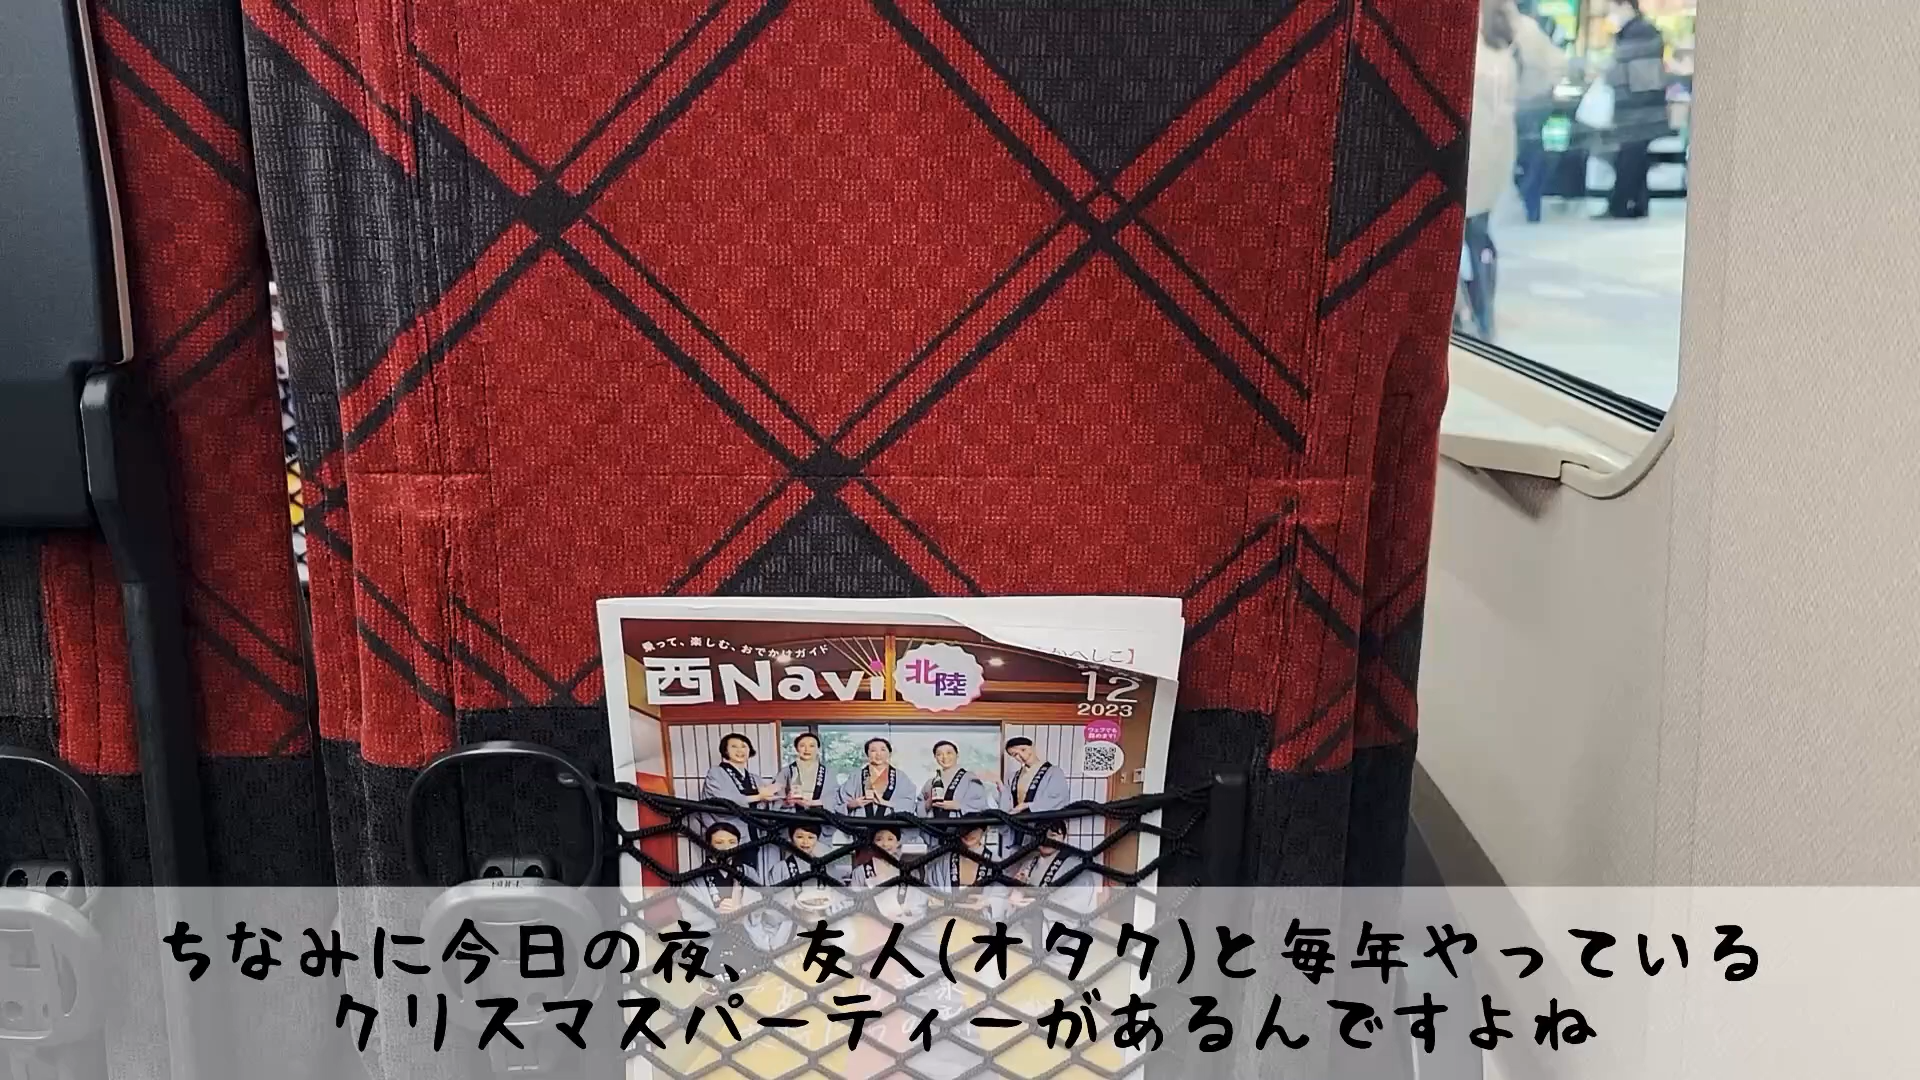 乗って、楽しむ、おでかけガイド
西Navi
北陸
12
2023
ちなみに今日の夜、友人(オタク)と毎年やっている
クリスマスパーティーがあるんですよね